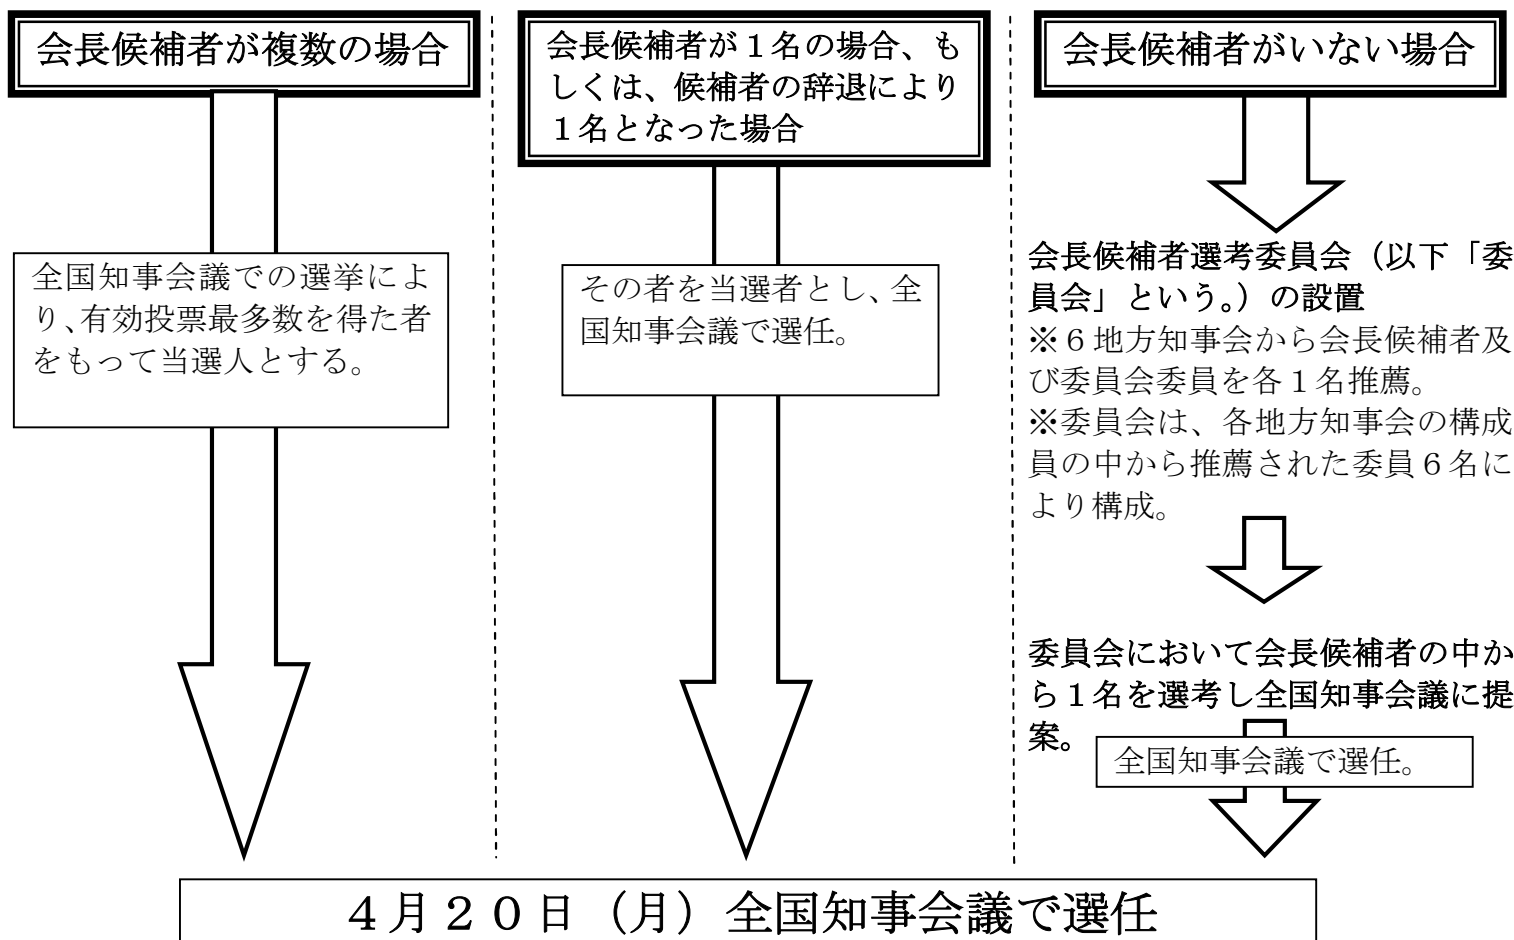 会長候補者が複数の場合
全国知事会議での選挙によ
り、有効投票最多数を得た者
をもって当選人とする。
会長候補者が１名の場合、も
しくは、候補者の辞退により
１名となった場合
その者を当選者とし、全
国知事会議で選任。
会長候補者がいない場合
会長候補者選考委員会（以下「委
員会」という。）の設置
※６地方知事会から会長候補者及
び委員会委員を各１名推薦。
※委員会は、各地方知事会の構成
員の中から推薦された委員６名に
より構成。
委員会において会長候補者の中か
ら１名を選考し全国知事会議に提
案。
全国知事会議で選任。
４月２０日（月）全国知事会議で選任